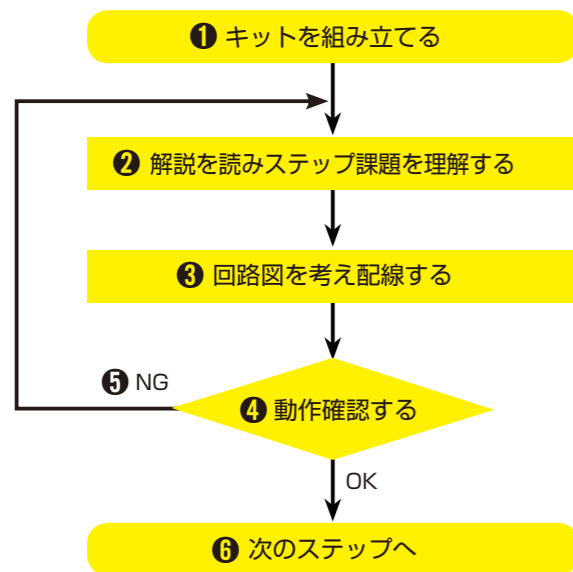 ❶ キットを組み立てる
❷ 解説を読みステップ課題を理解する
❸ 回路図を考え配線する
❺ NG
❹ 動作確認する
OK
❻ 次のステップへ